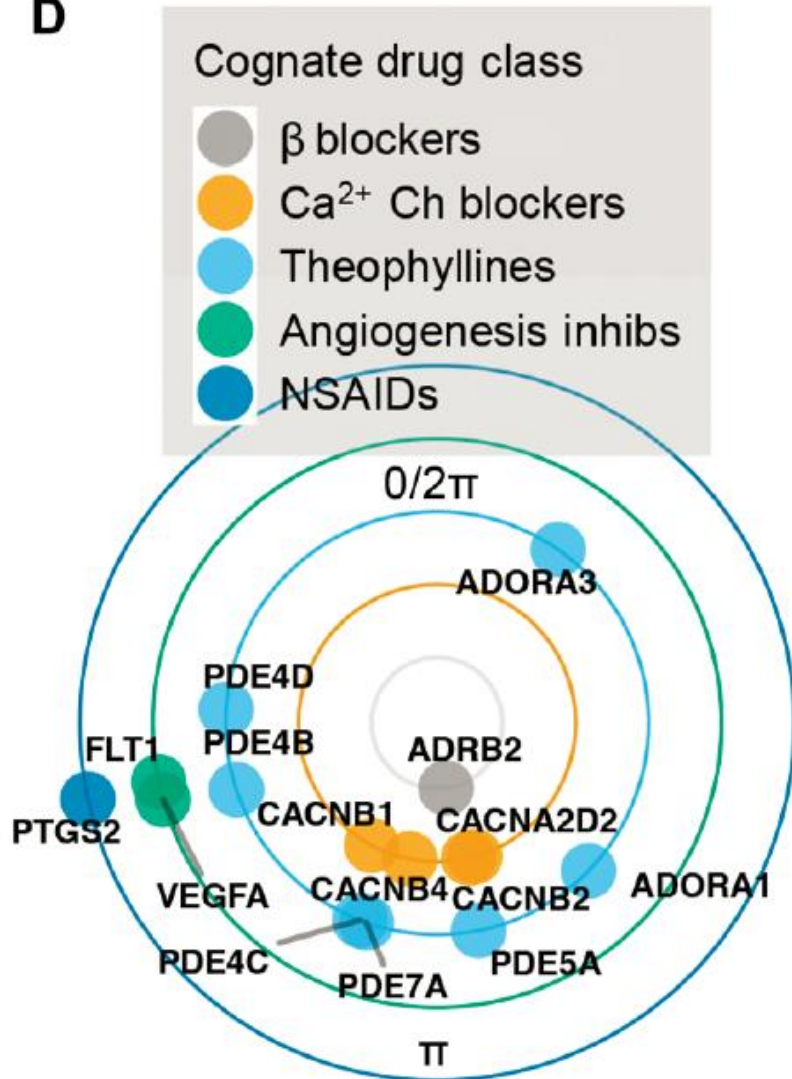 D
Cognate drug class
β blockers
Ca²⁺ Ch blockers
Theophyllines
Angiogenesis inhibs
NSAIDs
0/2π
ADORA3
PDE4D
FLT1
PDE4B
ADRB2
PTGS2
CACNB1
CACNA2D2
VEGFA
CACNB4
CACNB2
ADORA1
PDE4C
PDE7A
PDE5A
π